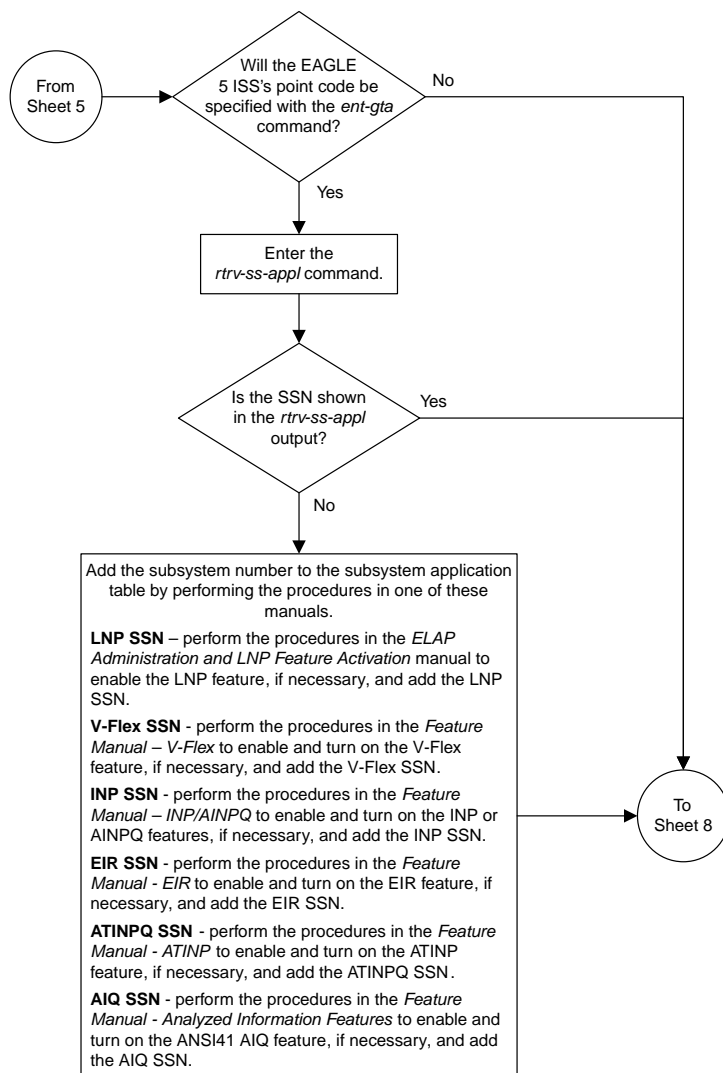 From
Sheet 5
Will the EAGLE
5 ISS's point code be
specified with the ent-gta
command?
No
Yes
Enter the
rtrv-ss-appl command.
Is the SSN shown
in the rtrv-ss-appl
output?
Yes
No
Add the subsystem number to the subsystem application
table by performing the procedures in one of these
manuals.
LNP SSN – perform the procedures in the ELAP
Administration and LNP Feature Activation manual to
enable the LNP feature, if necessary, and add the LNP
SSN.
V-Flex SSN - perform the procedures in the Feature
Manual – V-Flex to enable and turn on the V-Flex
feature, if necessary, and add the V-Flex SSN.
INP SSN - perform the procedures in the Feature
Manual – INP/AINPQ to enable and turn on the INP or
AINPQ features, if necessary, and add the INP SSN.
EIR SSN - perform the procedures in the Feature
Manual - EIR to enable and turn on the EIR feature, if
necessary, and add the EIR SSN.
ATINPQ SSN - perform the procedures in the Feature
Manual - ATINP to enable and turn on the ATINP
feature, if necessary, and add the ATINPQ SSN.
AIQ SSN - perform the procedures in the Feature
Manual - Analyzed Information Features to enable and
turn on the ANSI41 AIQ feature, if necessary, and add
the AIQ SSN.
To
Sheet 8